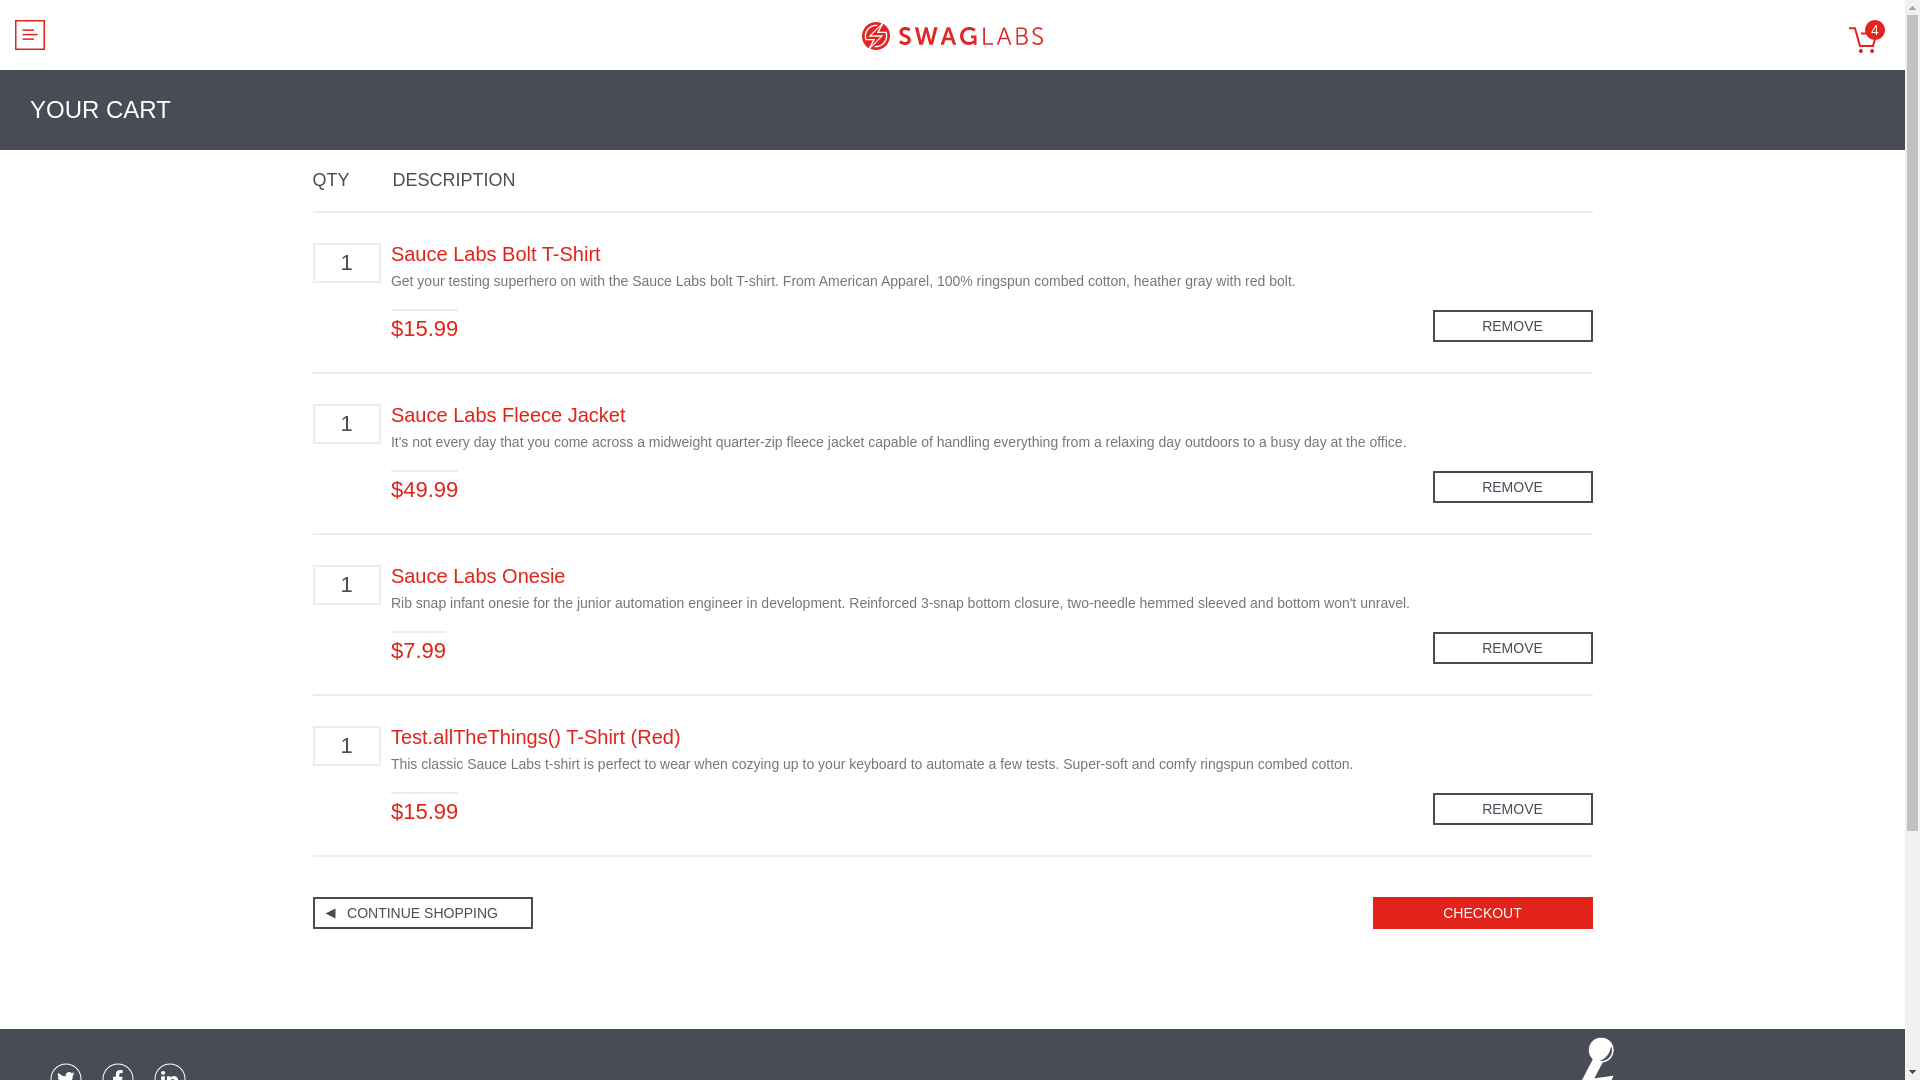 SWAGLABS
4
YOUR CART
QTY DESCRIPTION
1
Sauce Labs Bolt T-Shirt
Get your testing superhero on with the Sauce Labs bolt T-shirt. From American Apparel, 100% ringspun combed cotton, heather gray with red bolt.
$15.99
REMOVE
1
Sauce Labs Fleece Jacket
It's not every day that you come across a midweight quarter-zip fleece jacket capable of handling everything from a relaxing day outdoors to a busy day at the office.
$49.99
REMOVE
1
Sauce Labs Onesie
Rib snap infant onesie for the junior automation engineer in development. Reinforced 3-snap bottom closure, two-needle hemmed sleeved and bottom won't unravel.
$7.99
REMOVE
1
Test.allTheThings() T-Shirt (Red)
This classic Sauce Labs t-shirt is perfect to wear when cozying up to your keyboard to automate a few tests. Super-soft and comfy ringspun combed cotton.
$15.99
REMOVE
CONTINUE SHOPPING
CHECKOUT